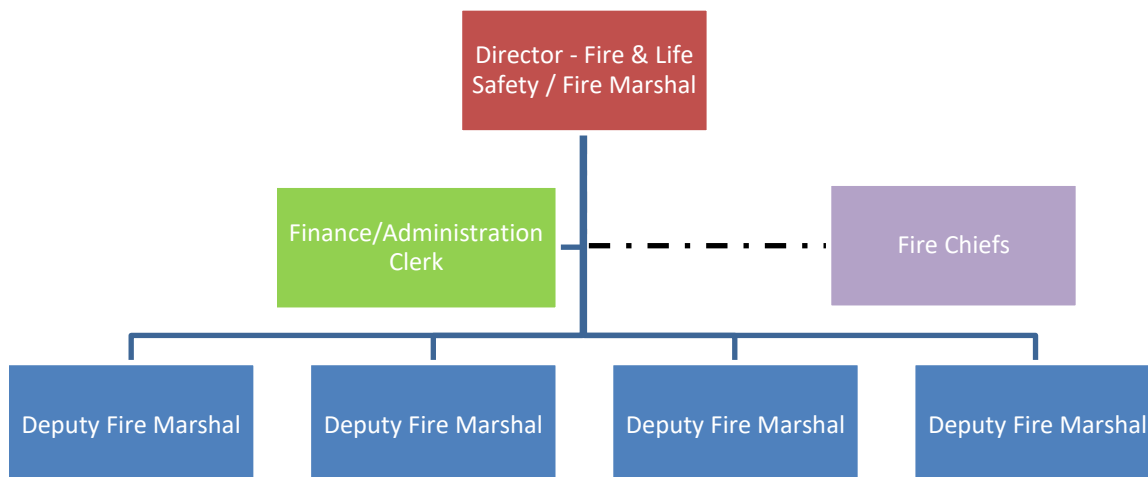 Director - Fire & Life
Safety / Fire Marshal
Finance/Administration
Clerk
Fire Chiefs
Deputy Fire Marshal
Deputy Fire Marshal
Deputy Fire Marshal
Deputy Fire Marshal